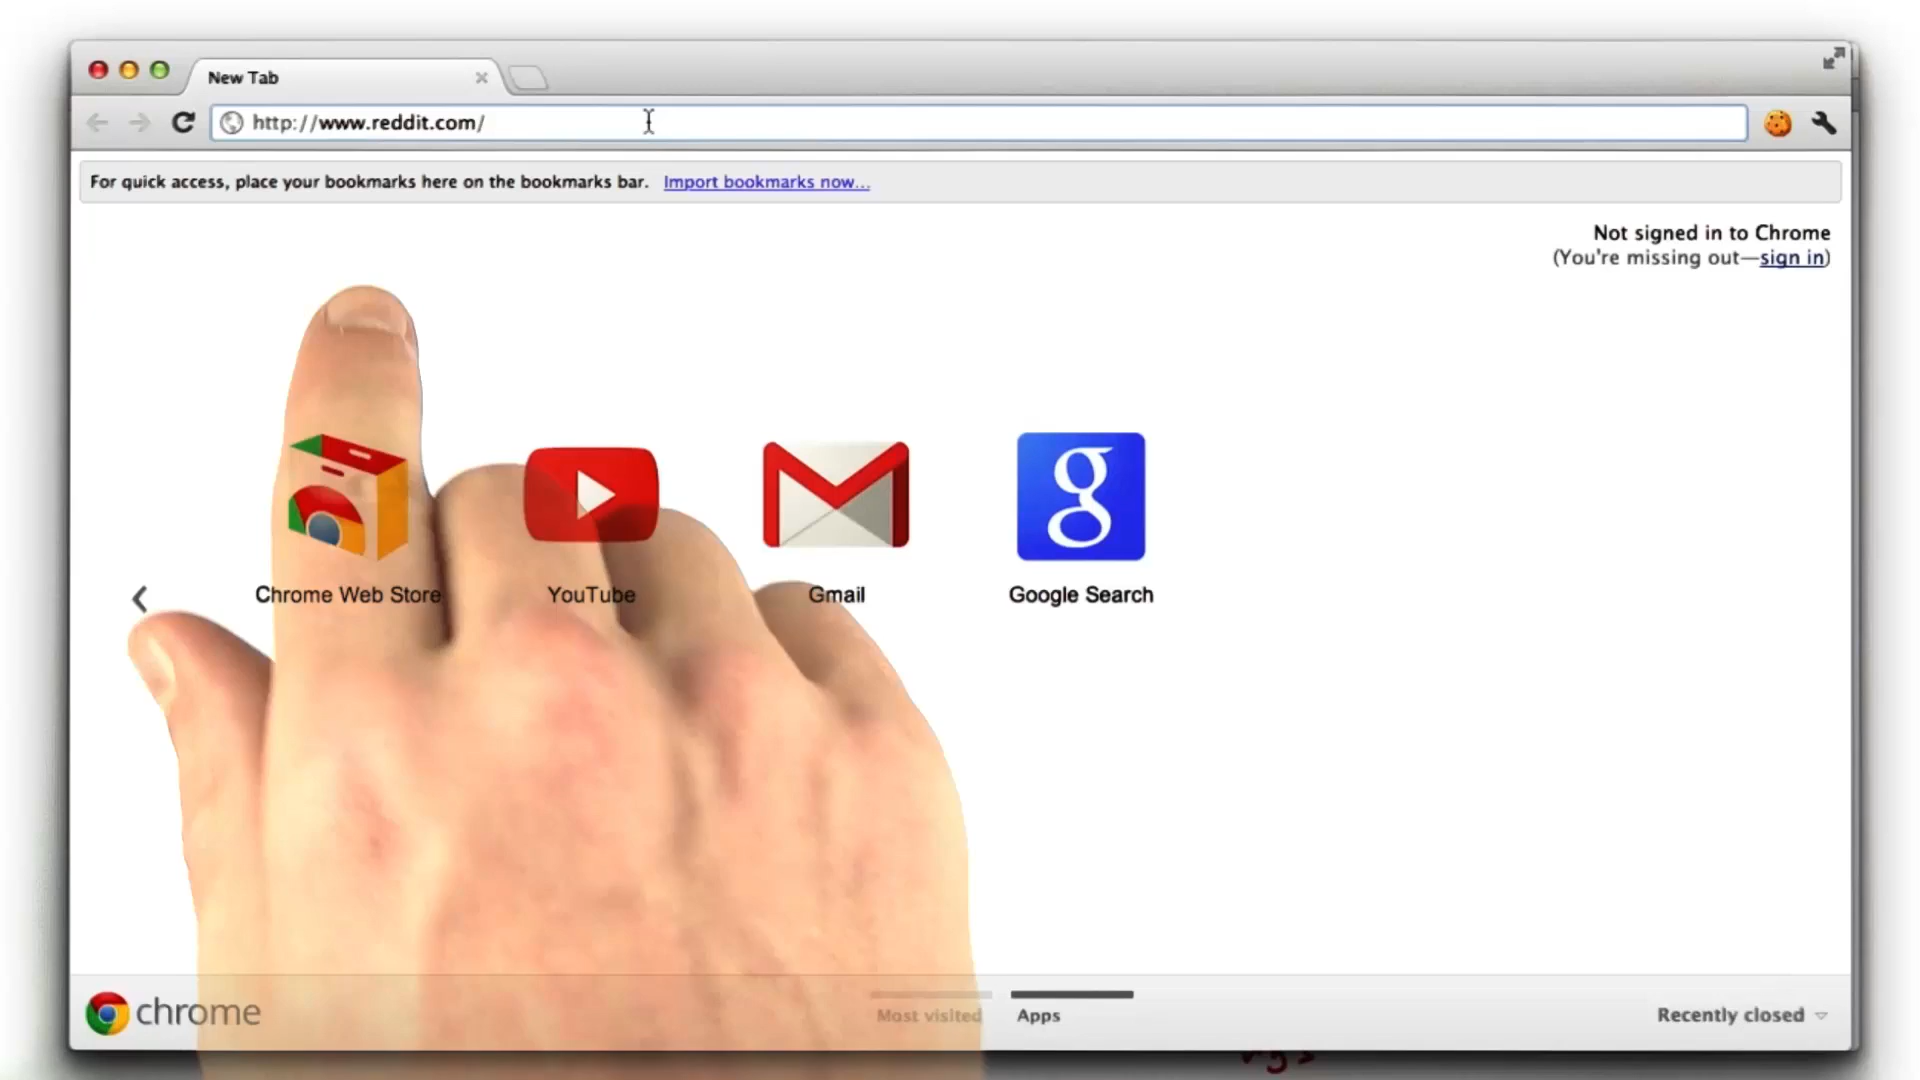 New Tab
http://www.reddit.com/
For quick access, place your bookmarks here on the bookmarks bar. Import bookmarks now...
Not signed in to Chrome
(You're missing out—sign in)
Chrome Web Store
YouTube
Gmail
g
Google Search
chrome
Most visited
Apps
Recently closed